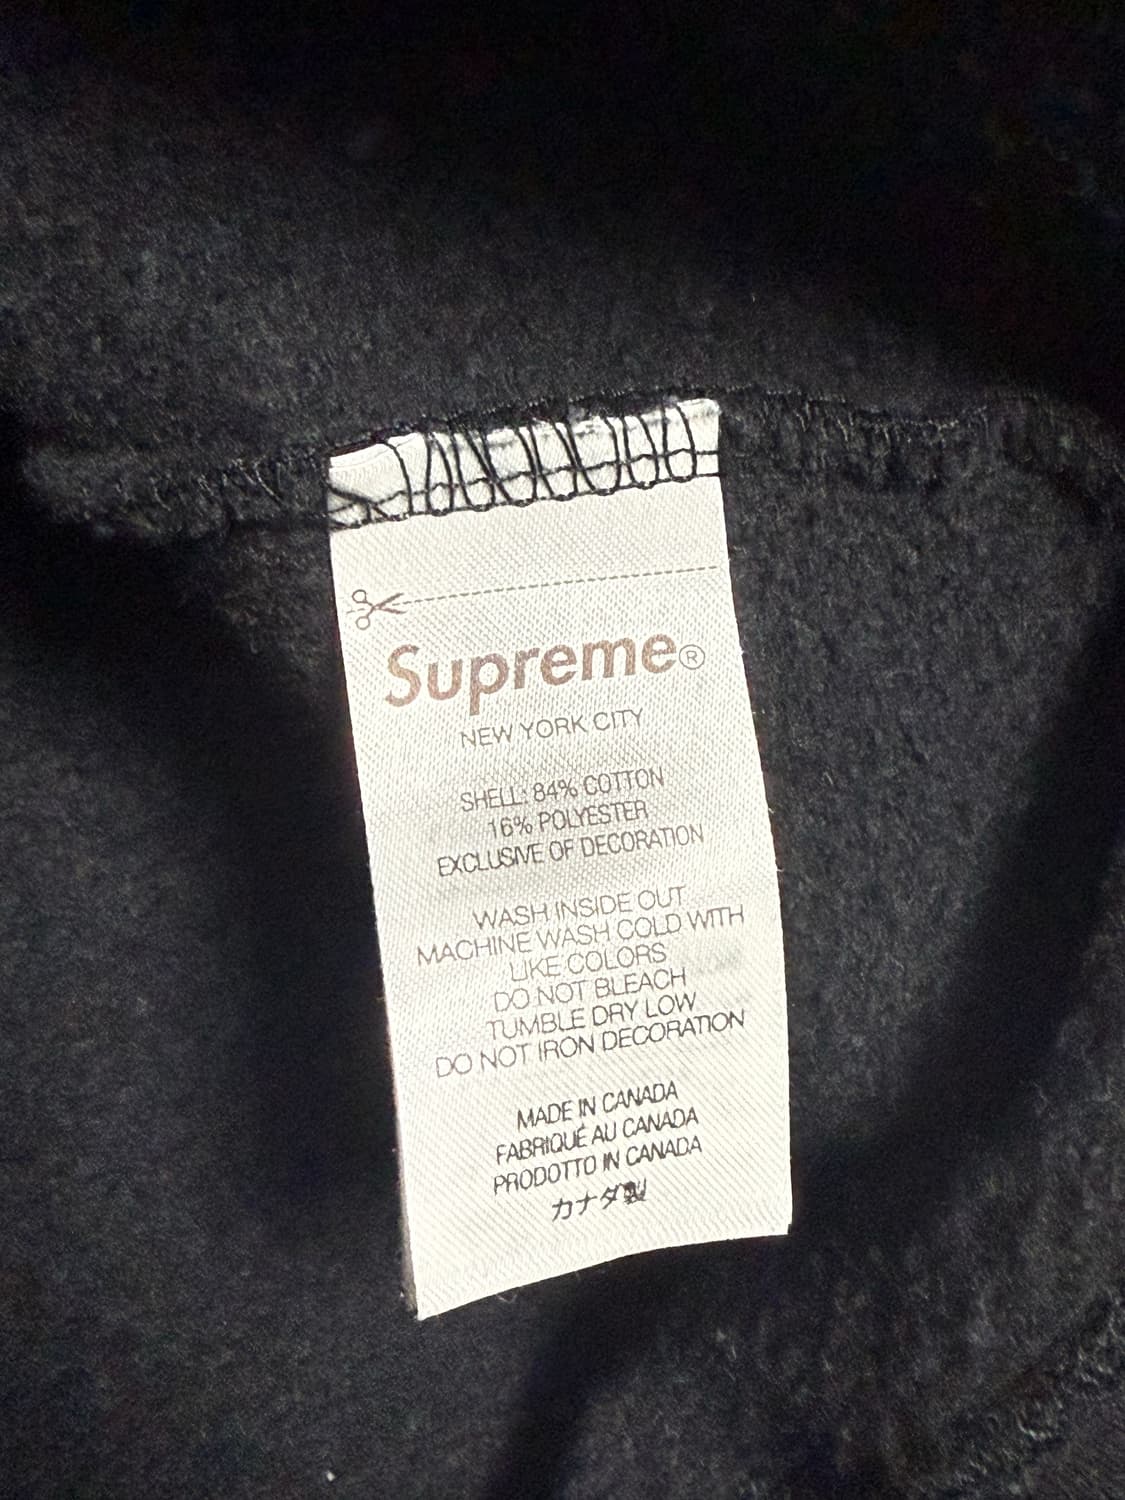 Supreme®
NEW YORK CITY
SHELL: 84% COTTON
16% POLYESTER
EXCLUSIVE OF DECORATION
WASH INSIDE OUT
MACHINE WASH COLD WITH
LIKE COLORS
DO NOT BLEACH
TUMBLE DRY LOW
DO NOT IRON DECORATION
MADE IN CANADA
FABRIQUÉ AU CANADA
PRODOTTO IN CANADA
カナダ製